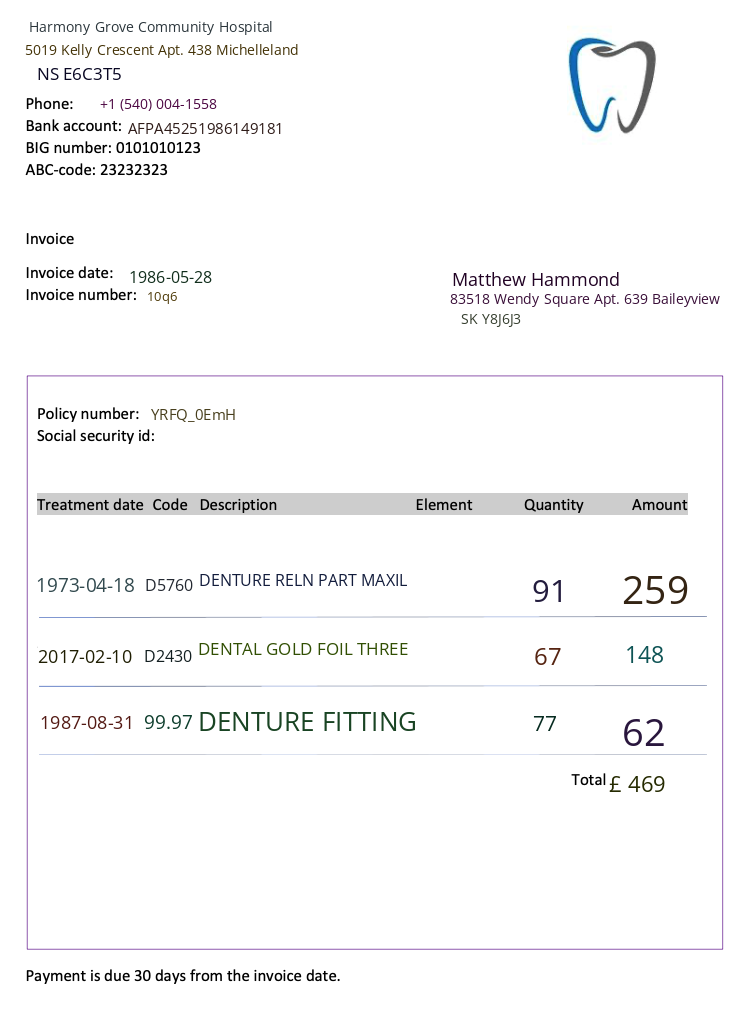 Harmony Grove Community Hospital
5019 Kelly Crescent Apt. 438 Michelleland
NS E6C3T5
Phone: +1 (540) 004-1558
Bank account: AFPA45251986149181
BIG number: 0101010123
ABC-code: 23232323
Invoice
Invoice date: 1986-05-28
Invoice number: 10q6
Matthew Hammond
83518 Wendy Square Apt. 639 Baileyview
SK Y8J6J3
Policy number: YRFQ_0EmH
Social security id:
Treatment date Code Description Element Quantity Amount
1973-04-18 D5760 DENTURE RELN PART MAXIL 91 259
2017-02-10 D2430 DENTAL GOLD FOIL THREE 67 148
1987-08-31 99.97 DENTURE FITTING 77 62
Total £ 469
Payment is due 30 days from the invoice date.